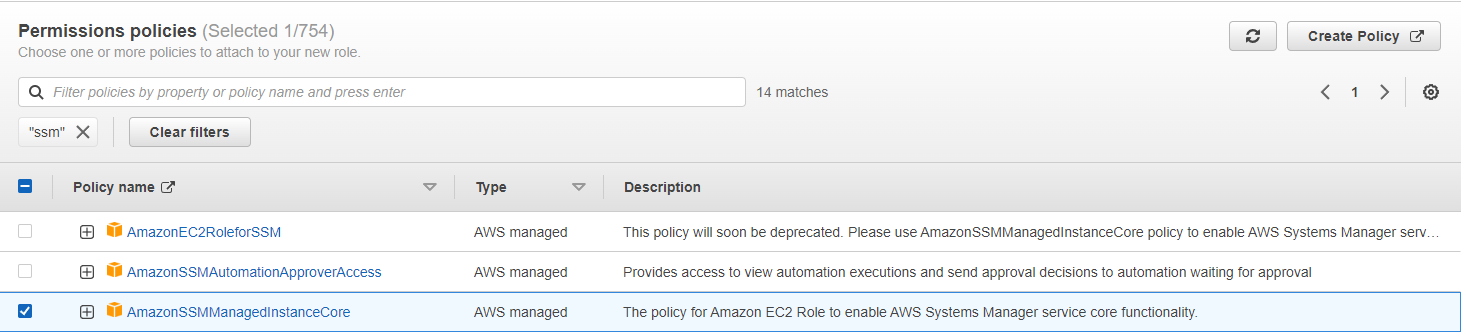 Permissions policies (Selected 1/754)
Choose one or more policies to attach to your new role.
Create Policy
Filter policies by property or policy name and press enter
14 matches
1
"ssm"
Clear filters
Policy name Type Description
AmazonEC2RoleforSSM AWS managed This policy will soon be deprecated. Please use AmazonSSMManagedInstanceCore policy to enable AWS Systems Manager serv…
AmazonSSMAutomationApproverAccess AWS managed Provides access to view automation executions and send approval decisions to automation waiting for approval
AmazonSSMManagedInstanceCore AWS managed The policy for Amazon EC2 Role to enable AWS Systems Manager service core functionality.